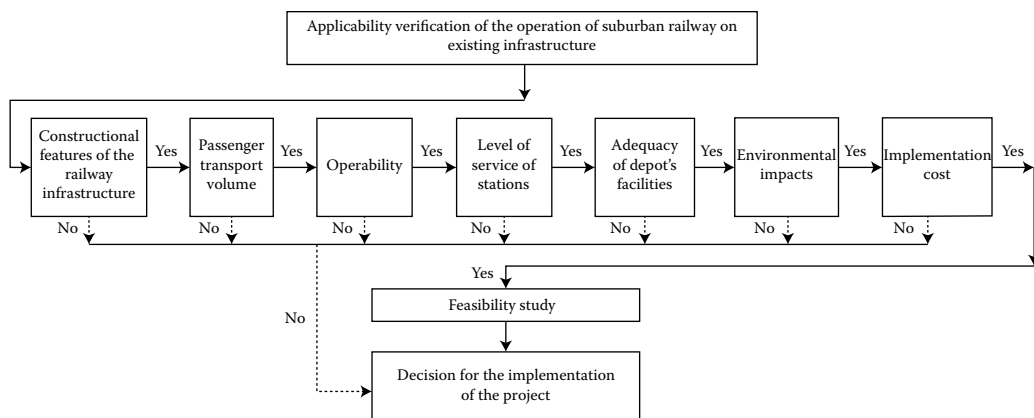 Applicability verification of the operation of suburban railway on
existing infrastructure
Constructional
features of the
railway
infrastructure
Yes
Passenger
transport
volume
Yes
Operability
Yes
Level of
service of
stations
Yes
Adequacy
of depot's
facilities
Yes
Environmental
impacts
Yes
Implementation
cost
Yes
No
No
No
No
No
No
No
Yes
Feasibility study
No
Decision for the implementation
of the project